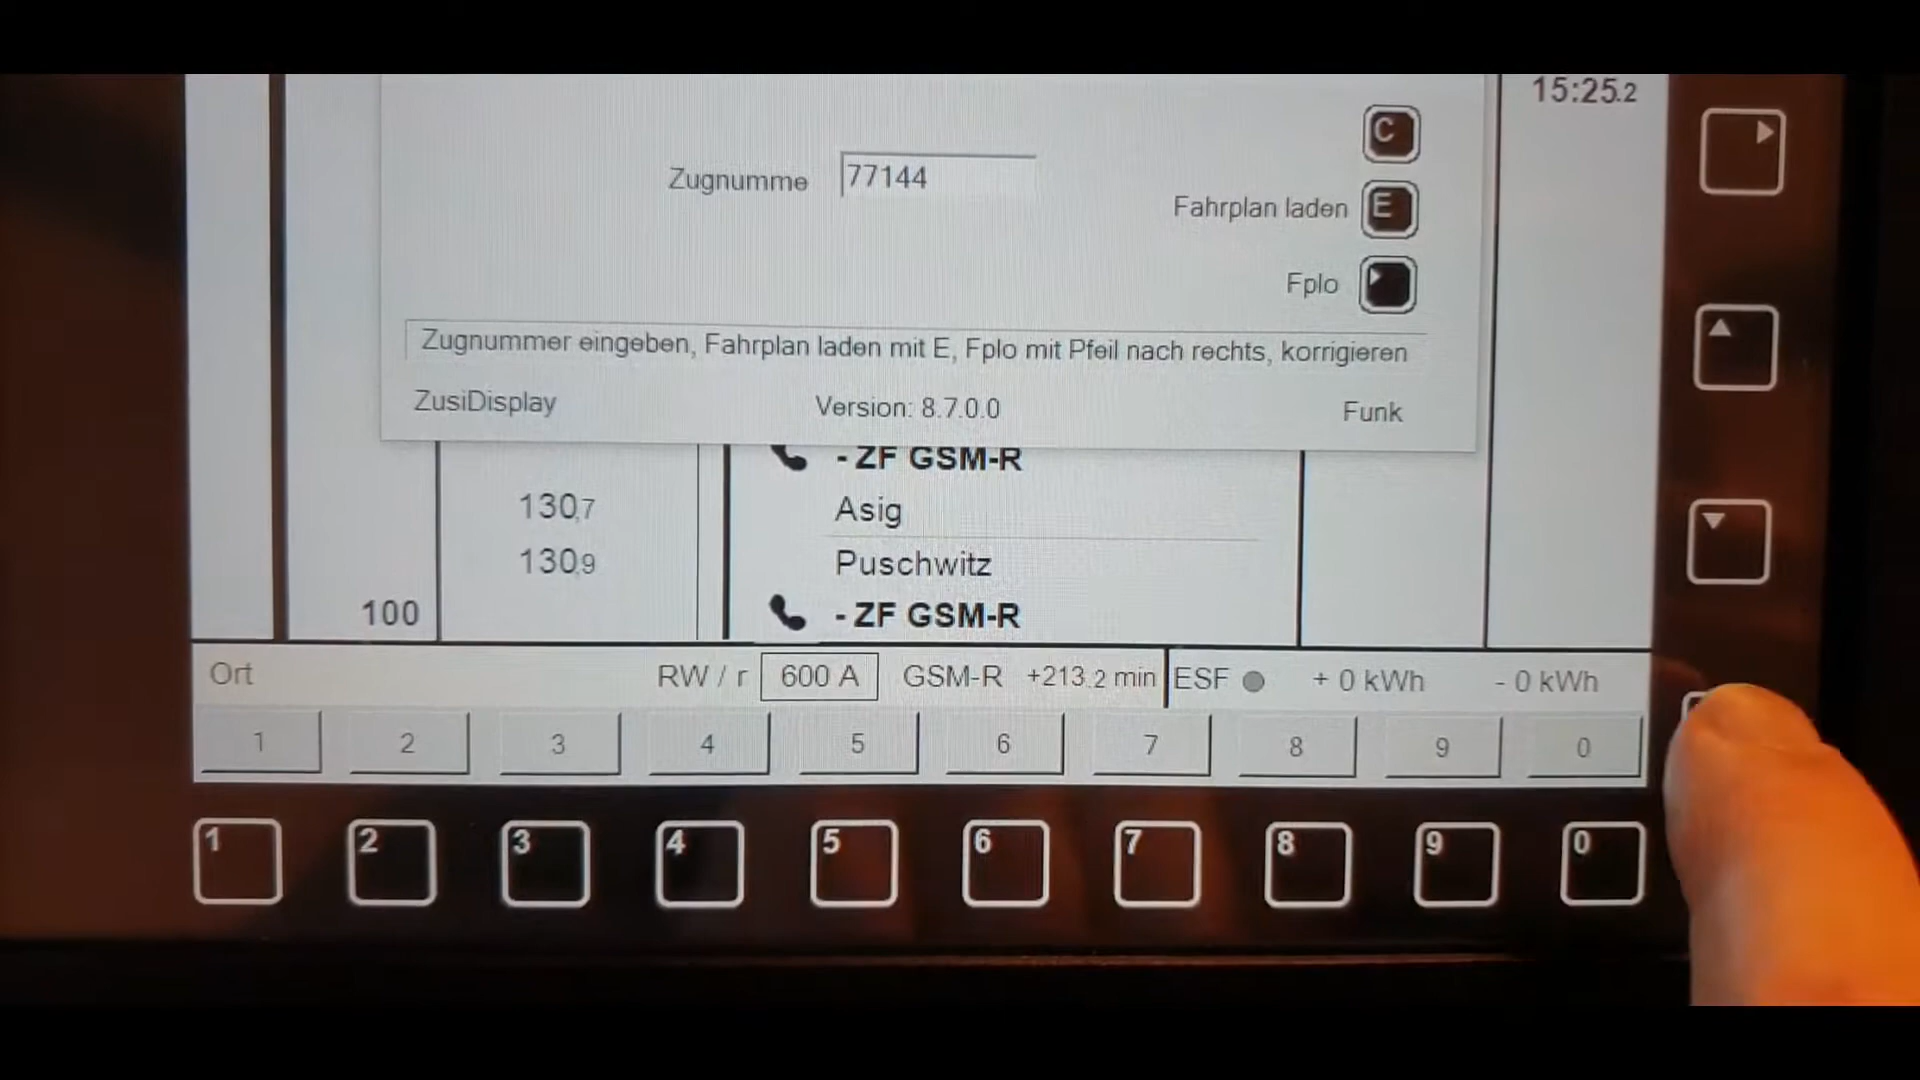 15:25.2
C
Zugnumme 77144
Fahrplan laden E
Fplo
Zugnummer eingeben, Fahrplan laden mit E, Fplo mit Pfeil nach rechts, korrigieren
ZusiDisplay Version: 8.7.0.0 Funk
- ZF GSM-R
130,7 Asig
130,9 Puschwitz
100 - ZF GSM-R
Ort RW / r 600 A GSM-R +213.2 min ESF + 0 kWh - 0 kWh
1 2 3 4 5 6 7 8 9 0
1 2 3 4 5 6 7 8 9 0